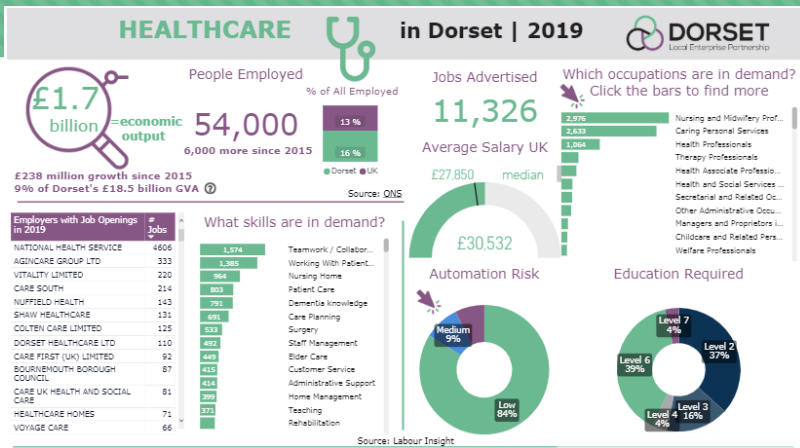 HEALTHCARE in Dorset | 2019
DORSET
Local Enterprise Partnership
£1.7
billion
=economic
output
£238 million growth since 2015
9% of Dorset's £18.5 billion GVA ?
People Employed
54,000
6,000 more since 2015
% of All Employed
13 %
16 %
Dorset UK
Source: ONS
Jobs Advertised
11,326
Average Salary UK
£27,850 median
£30,532
Which occupations are in demand?
Click the bars to find more
2,976 Nursing and Midwifery Prof...
2,633 Caring Personal Services
1,064 Health Professionals
Therapy Professionals
Health Associate Professio...
Health and Social Services ...
Secretarial and Related Oc...
Other Administrative Occu...
Managers and Proprietors i...
Childcare and Related Pers...
Welfare Professionals
Employers with Job Openings #
in 2019 Jobs
NATIONAL HEALTH SERVICE 4606
AGINCARE GROUP LTD 333
VITALITY LIMITED 220
CARE SOUTH 214
NUFFIELD HEALTH 143
SHAW HEALTHCARE 131
COLTEN CARE LIMITED 125
DORSET HEALTHCARE LTD 110
CARE FIRST (UK) LIMITED 92
BOURNEMOUTH BOROUGH 87
COUNCIL
CARE UK HEALTH AND SOCIAL 81
CARE
HEALTHCARE HOMES 71
VOYAGE CARE 66
What skills are in demand?
1,574 Teamwork / Collabor...
1,385 Working With Patient...
964 Nursing Home
803 Patient Care
791 Dementia knowledge
691 Care Planning
533 Surgery
492 Staff Management
449 Elder Care
415 Customer Service
414 Administrative Support
399 Home Management
371 Teaching
Rehabilitation
Automation Risk
Medium
9%
Low
84%
Education Required
Level 7
4%
Level 2
37%
Level 6
39%
Level 3
16%
Level 4
4%
Source: Labour Insight